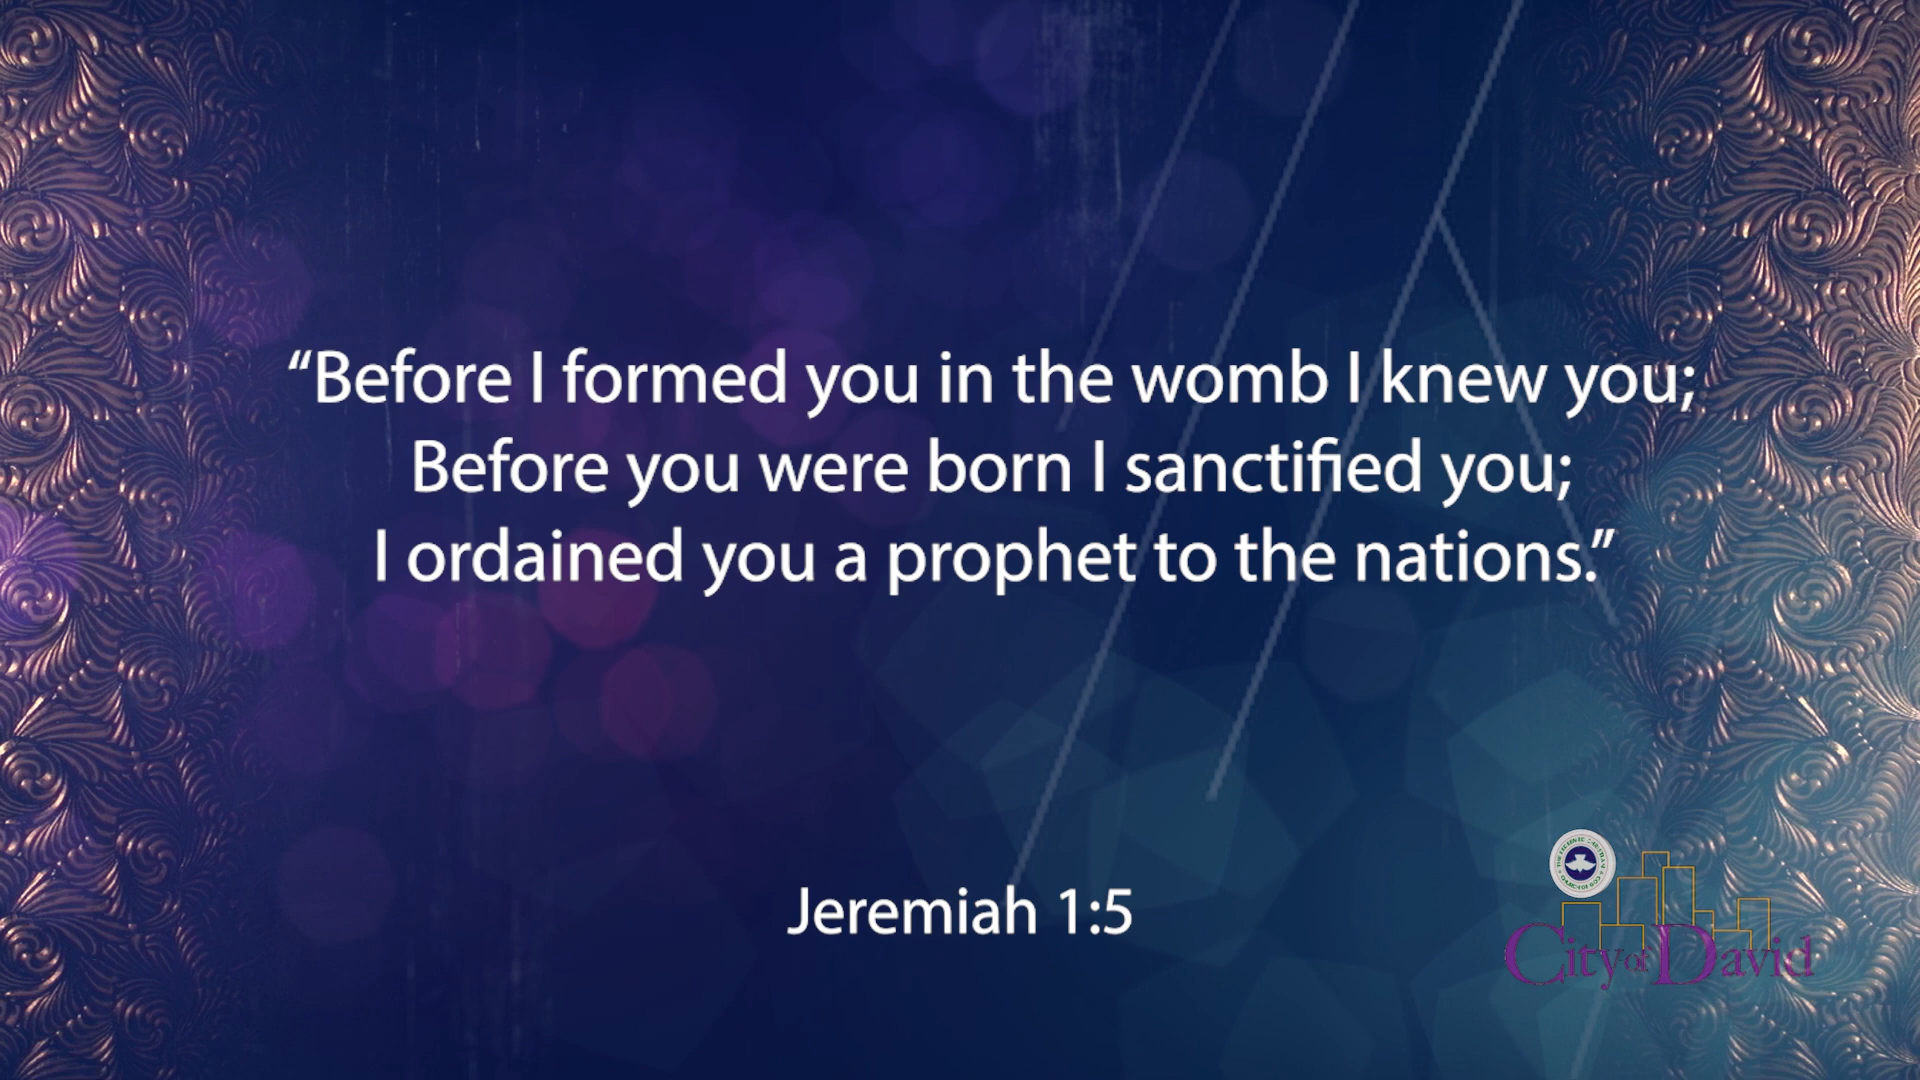 “Before I formed you in the womb I knew you;
Before you were born I sanctified you;
I ordained you a prophet to the nations.”
Jeremiah 1:5
City of David